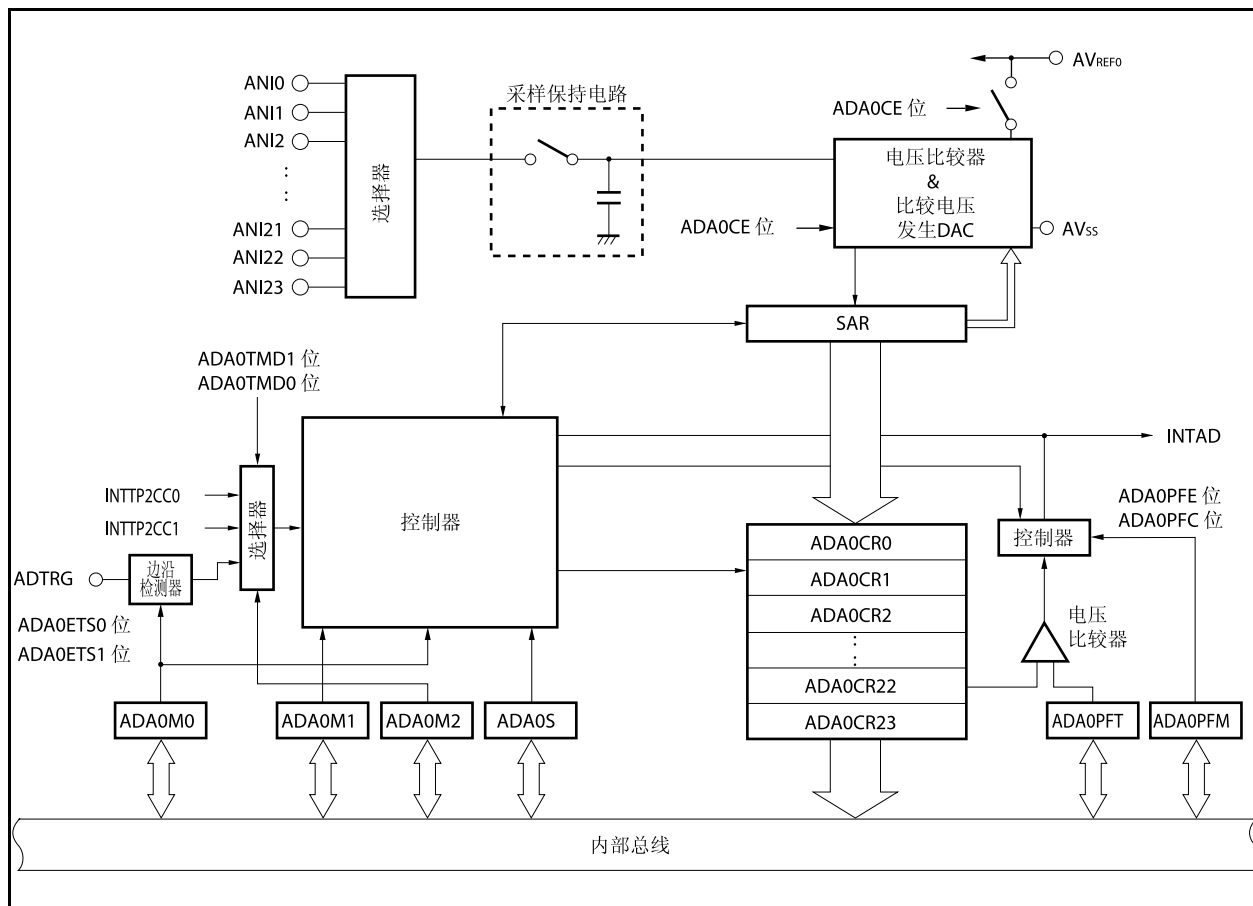 ANI0
ANI1
ANI2
⋮
ANI21
ANI22
ANI23
选择器
采样保持电路
AVREF0
ADA0CE 位
电压比较器
&
比较电压
发生DAC
ADA0CE 位
AVSS
SAR
ADA0TMD1 位
ADA0TMD0 位
INTTP2CC0
INTTP2CC1
选择器
ADTRG
边沿
检测器
ADA0ETS0 位
ADA0ETS1 位
控制器
INTAD
ADA0PFE 位
ADA0PFC 位
控制器
电压
比较器
ADA0CR0
ADA0CR1
ADA0CR2
⋮
ADA0CR22
ADA0CR23
ADA0M0
ADA0M1
ADA0M2
ADA0S
ADA0PFT
ADA0PFM
内部总线